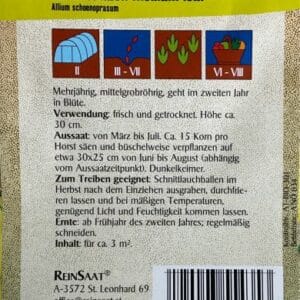 Allium schoenoprasum
II III - VII VI - VIII
Mehrjährig, mittelgrobröhrig, geht im zweiten Jahr
in Blüte.
Verwendung: frisch und getrocknet. Höhe ca.
30 cm.
Aussaat: von März bis Juli. Ca. 15 Korn pro
Horst säen und büschelweise verpflanzen auf
etwa 30x25 cm von Juni bis August (abhängig
vom Aussaatzeitpunkt). Dunkelkeimer.
Zum Treiben geeignet: Schnittlauchballen im
Herbst nach dem Einziehen ausgraben, durchfrie-
ren lassen und bei mäßigen Temperaturen,
genügend Licht und Feuchtigkeit kommen lassen.
Ernte: ab Frühjahr des zweiten Jahres; regelmäßig
schneiden.
Inhalt: für ca. 3 m².
REINSAAT®
A-3572 St. Leonhard 69